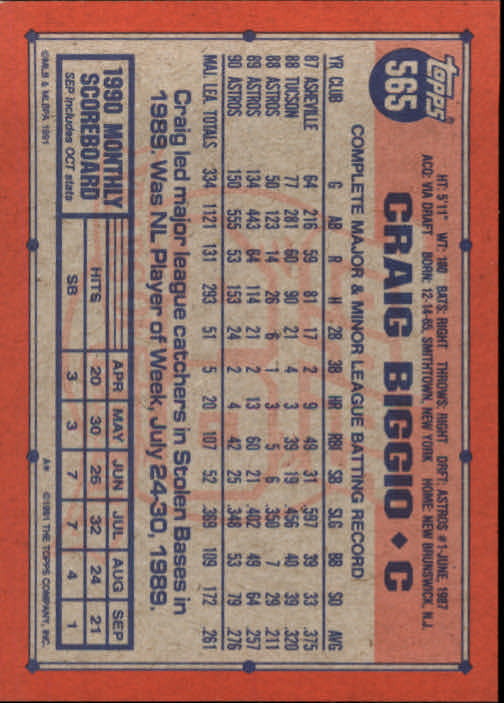 topps
565
HT: 5'11" WT: 180 BATS: RIGHT THROWS: RIGHT DRFT: ASTROS #1-JUNE, 1987
ACQ: VIA DRAFT BORN: 12-14-65, SMITHTOWN, NEW YORK HOME: NEW BRUNSWICK, N.J.
CRAIG BIGGIO ◆ C
COMPLETE MAJOR & MINOR LEAGUE BATTING RECORD
YR CLUB G AB R H 2B 3B HR RBI SB SLG BB SO AVG
87 ASHEVILLE 64 216 59 81 17 2 9 49 31 .597 39 33 .375
88 TUCSON 77 281 60 90 21 4 3 39 19 .456 40 39 .320
88 ASTROS 50 123 14 26 6 1 3 5 6 .350 7 29 .211
89 ASTROS 134 443 64 114 21 2 13 60 21 .402 49 64 .257
90 ASTROS 150 555 53 153 24 2 4 42 25 .348 53 79 .276
MAJ. LEA. TOTALS 334 1121 131 293 51 5 20 107 52 .369 109 172 .261
Craig led major league catchers in Stolen Bases in
1989. Was NL Player of Week, July 24-30, 1989.
1990 MONTHLY
SCOREBOARD
SEP includes OCT stats
APR MAY JUN JUL AUG SEP
HITS 20 30 26 32 24 21
SB 3 3 7 7 4 1
©MLB & MLBPA 1991
A* ©1991 THE TOPPS COMPANY, INC.